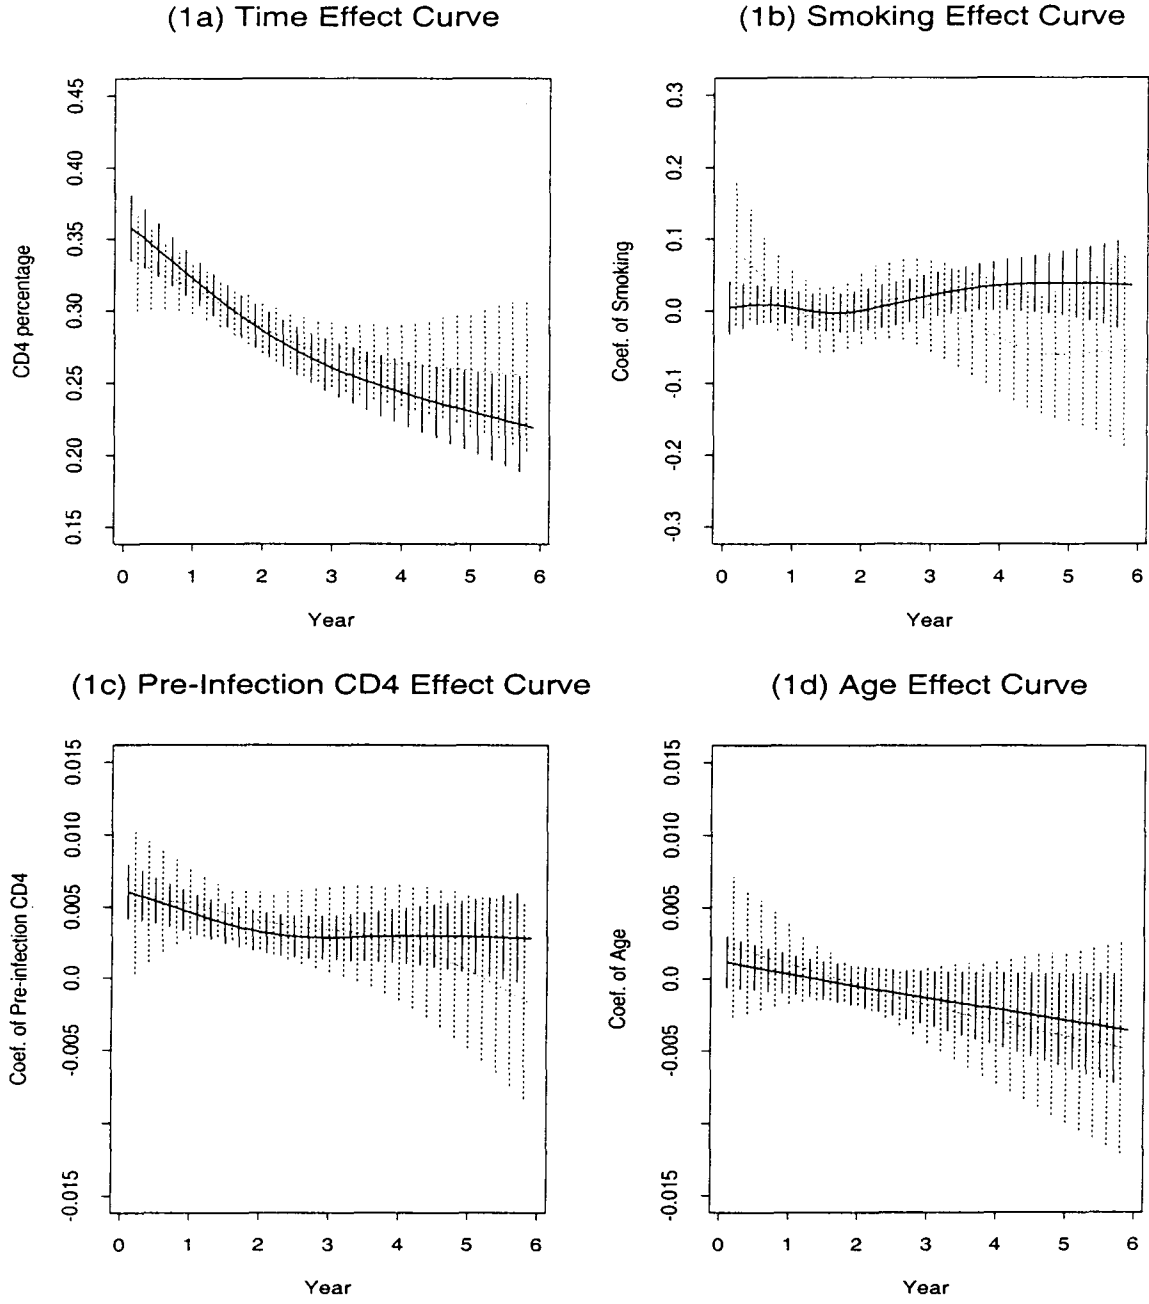 (1a) Time Effect Curve
CD4 percentage
0.45
0.40
0.35
0.30
0.25
0.20
0.15
0 1 2 3 4 5 6
Year
(1b) Smoking Effect Curve
Coef. of Smoking
0.3
0.2
0.1
0.0
-0.1
-0.2
-0.3
0 1 2 3 4 5 6
Year
(1c) Pre-Infection CD4 Effect Curve
Coef. of Pre-infection CD4
0.015
0.010
0.005
0.0
-0.005
-0.015
0 1 2 3 4 5 6
Year
(1d) Age Effect Curve
Coef. of Age
0.015
0.010
0.005
0.0
-0.005
-0.015
0 1 2 3 4 5 6
Year